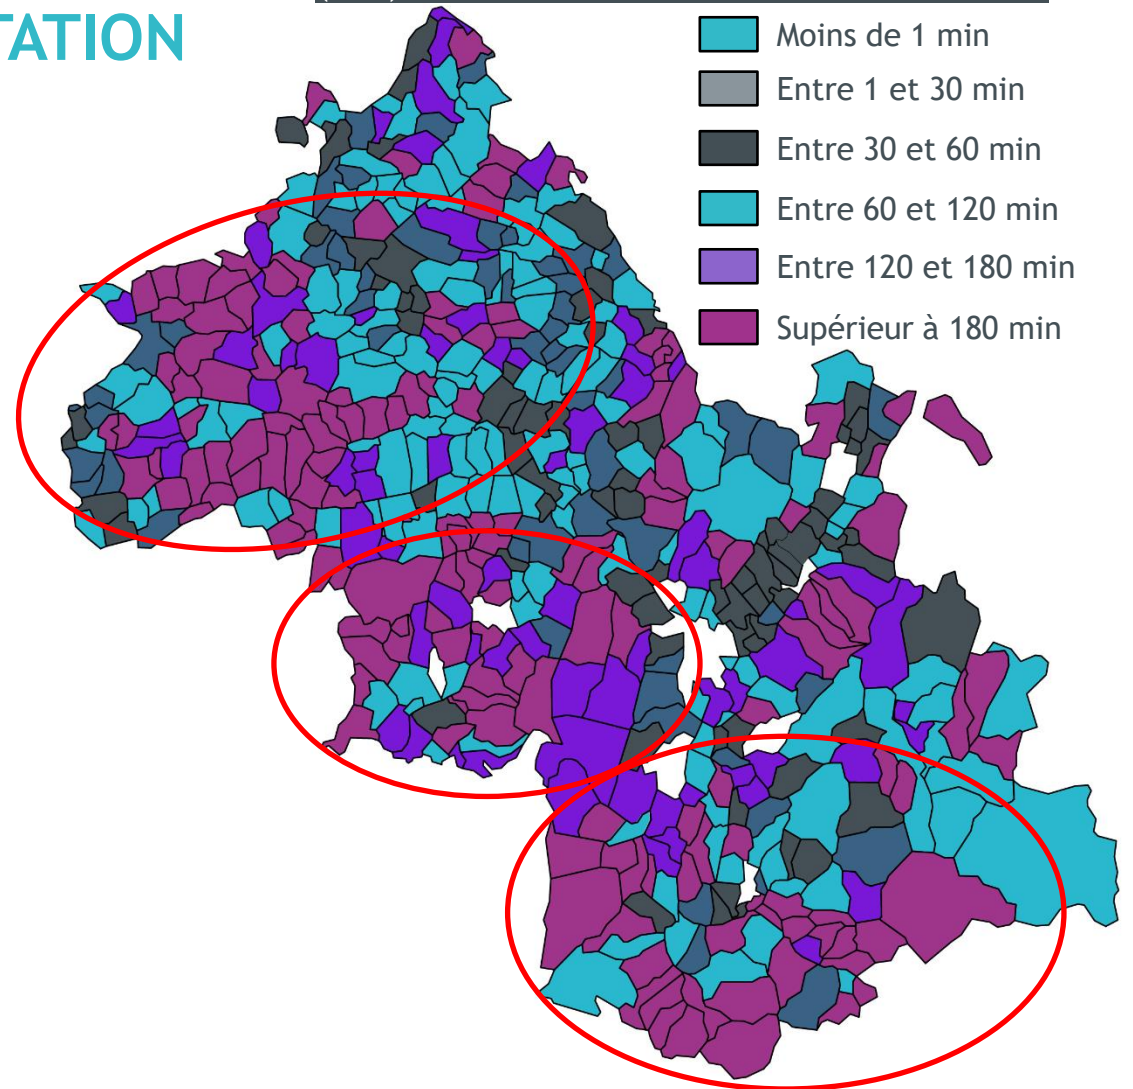 TATION
Moins de 1 min
Entre 1 et 30 min
Entre 30 et 60 min
Entre 60 et 120 min
Entre 120 et 180 min
Supérieur à 180 min